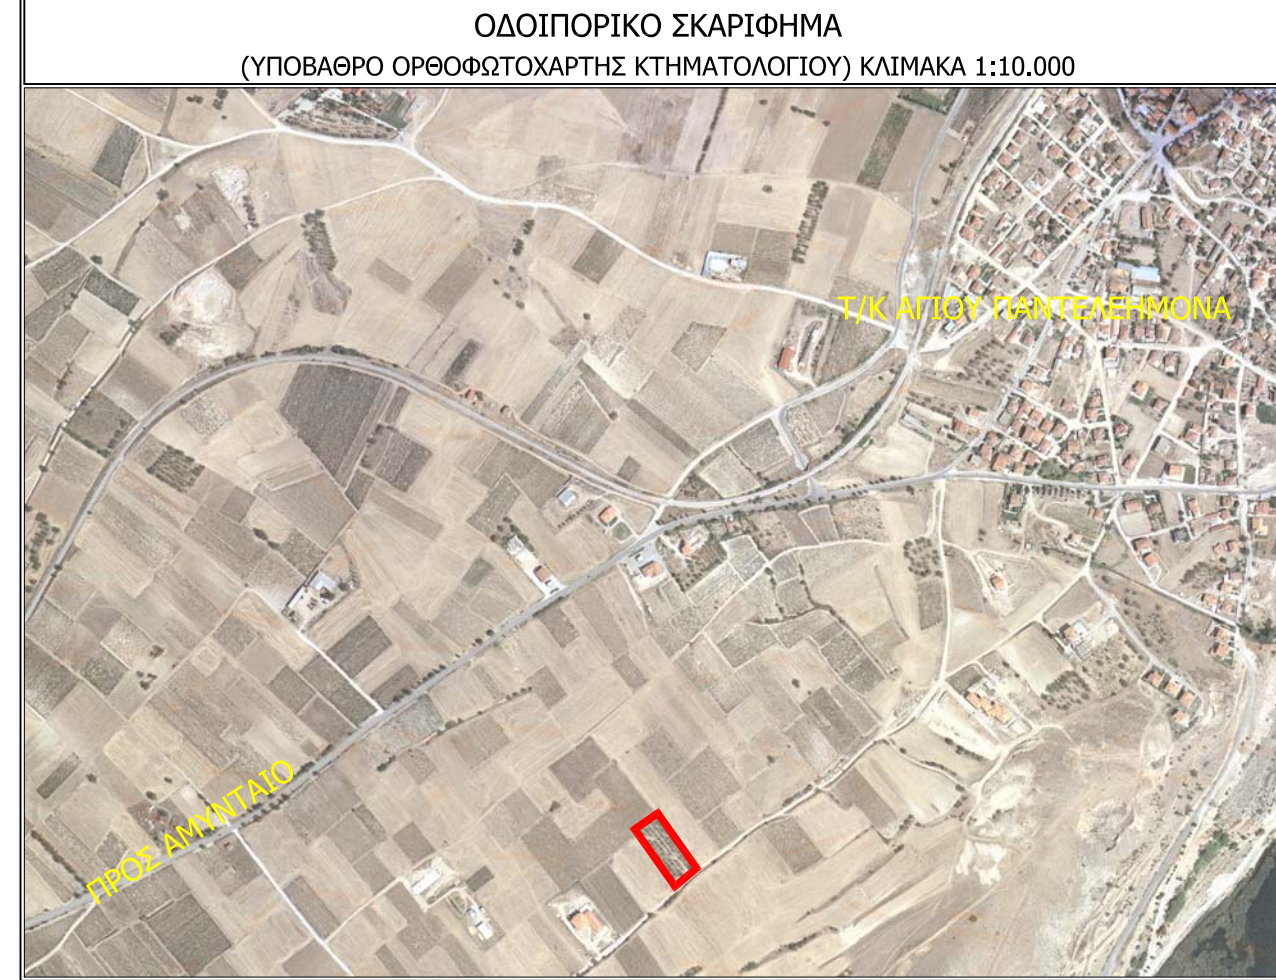 ΟΔΟΙΠΟΡΙΚΟ ΣΚΑΡΙΦΗΜΑ
(ΥΠΟΒΑΘΡΟ ΟΡΘΟΦΩΤΟΧΑΡΤΗΣ ΚΤΗΜΑΤΟΛΟΓΙΟΥ) ΚΛΙΜΑΚΑ 1:10.000
Τ/Κ ΑΓΙΟΥ ΠΑΝΤΕΛΕΗΜΟΝΑ
ΠΡΟΣ ΑΜΥΝΤΑΙΟ